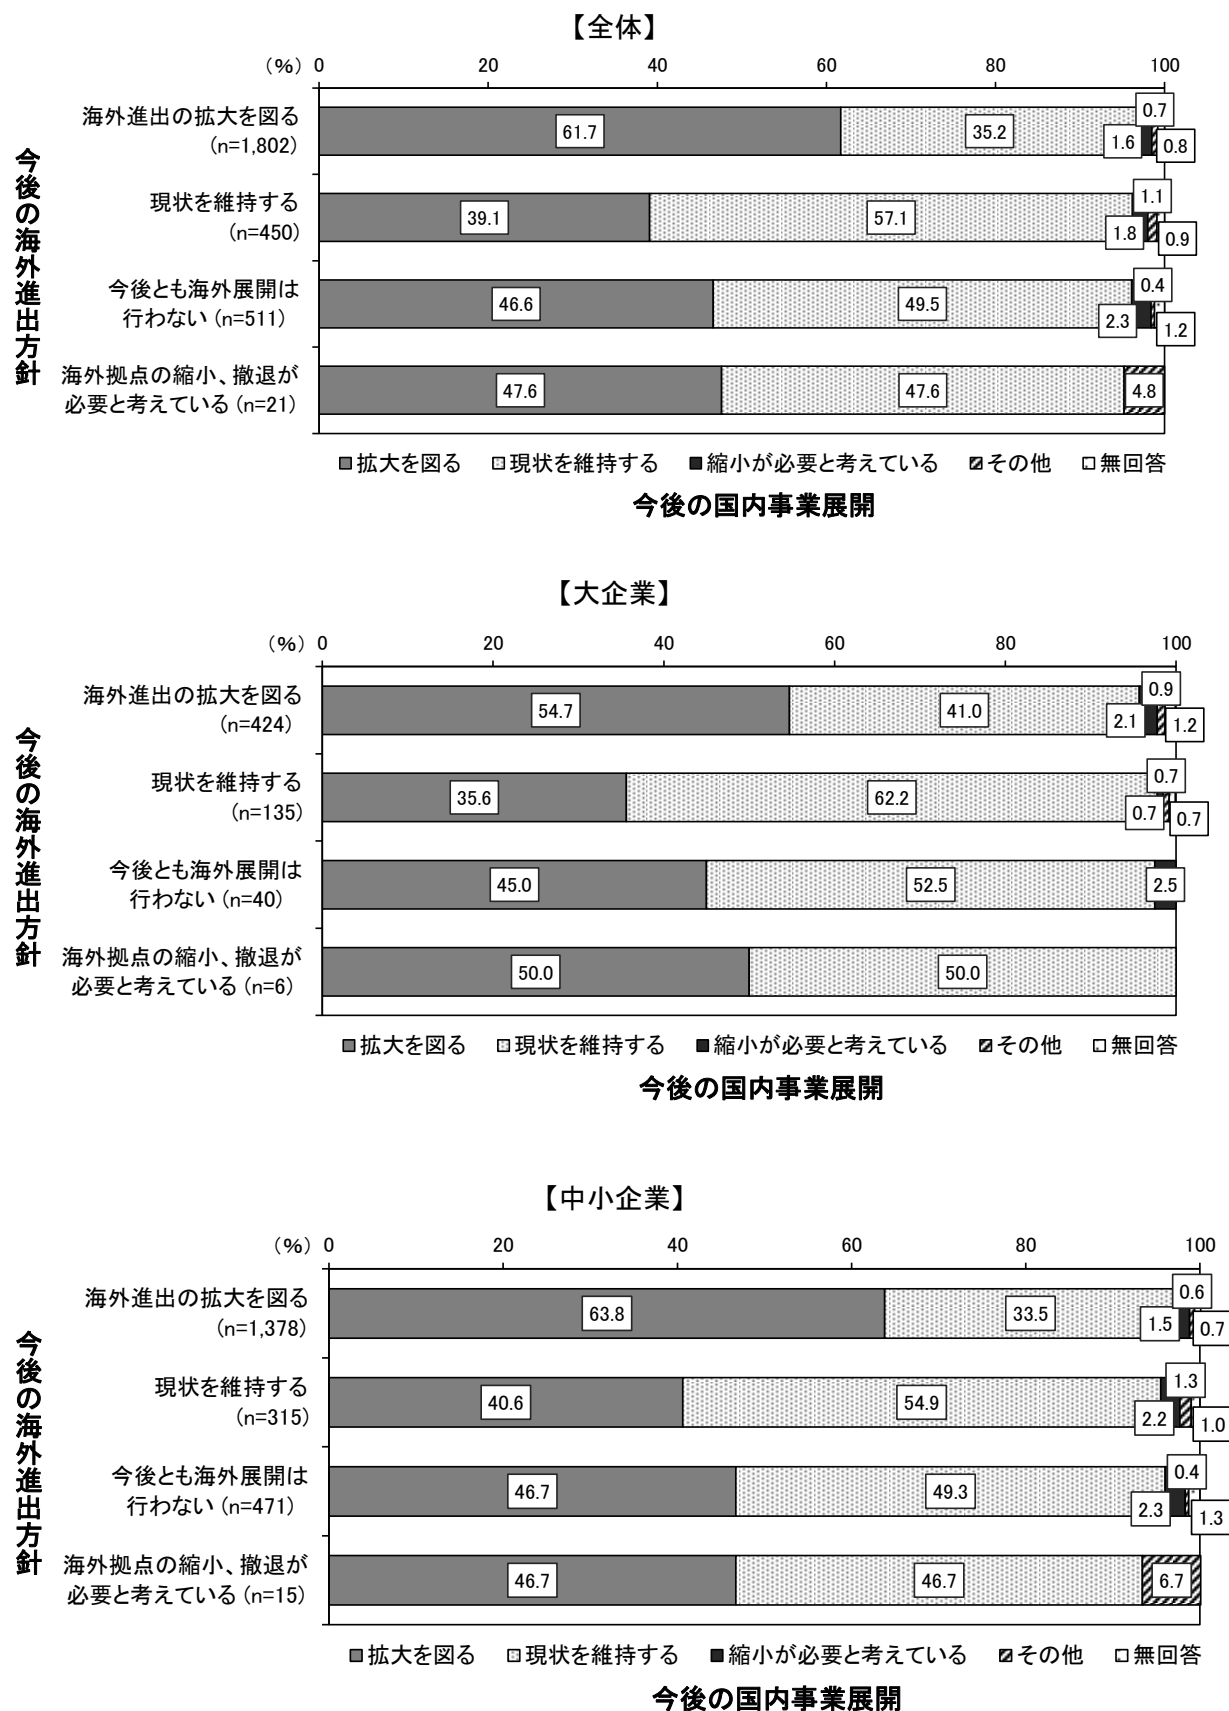 【全体】
(%) 0 20 40 60 80 100
今後の海外進出方針
海外進出の拡大を図る
(n=1,802)
61.7 35.2 1.6 0.7 0.8
現状を維持する
(n=450)
39.1 57.1 1.8 1.1 0.9
今後とも海外展開は
行わない (n=511)
46.6 49.5 2.3 0.4 1.2
海外拠点の縮小、撤退が
必要と考えている (n=21)
47.6 47.6 4.8
拡大を図る 現状を維持する 縮小が必要と考えている その他 無回答
今後の国内事業展開
【大企業】
(%) 0 20 40 60 80 100
今後の海外進出方針
海外進出の拡大を図る
(n=424)
54.7 41.0 2.1 0.9 1.2
現状を維持する
(n=135)
35.6 62.2 0.7 0.7 0.7
今後とも海外展開は
行わない (n=40)
45.0 52.5 2.5
海外拠点の縮小、撤退が
必要と考えている (n=6)
50.0 50.0
拡大を図る 現状を維持する 縮小が必要と考えている その他 無回答
今後の国内事業展開
【中小企業】
(%) 0 20 40 60 80 100
今後の海外進出方針
海外進出の拡大を図る
(n=1,378)
63.8 33.5 1.5 0.6 0.7
現状を維持する
(n=315)
40.6 54.9 2.2 1.3 1.0
今後とも海外展開は
行わない (n=471)
46.7 49.3 2.3 0.4 1.3
海外拠点の縮小、撤退が
必要と考えている (n=15)
46.7 46.7 6.7
拡大を図る 現状を維持する 縮小が必要と考えている その他 無回答
今後の国内事業展開